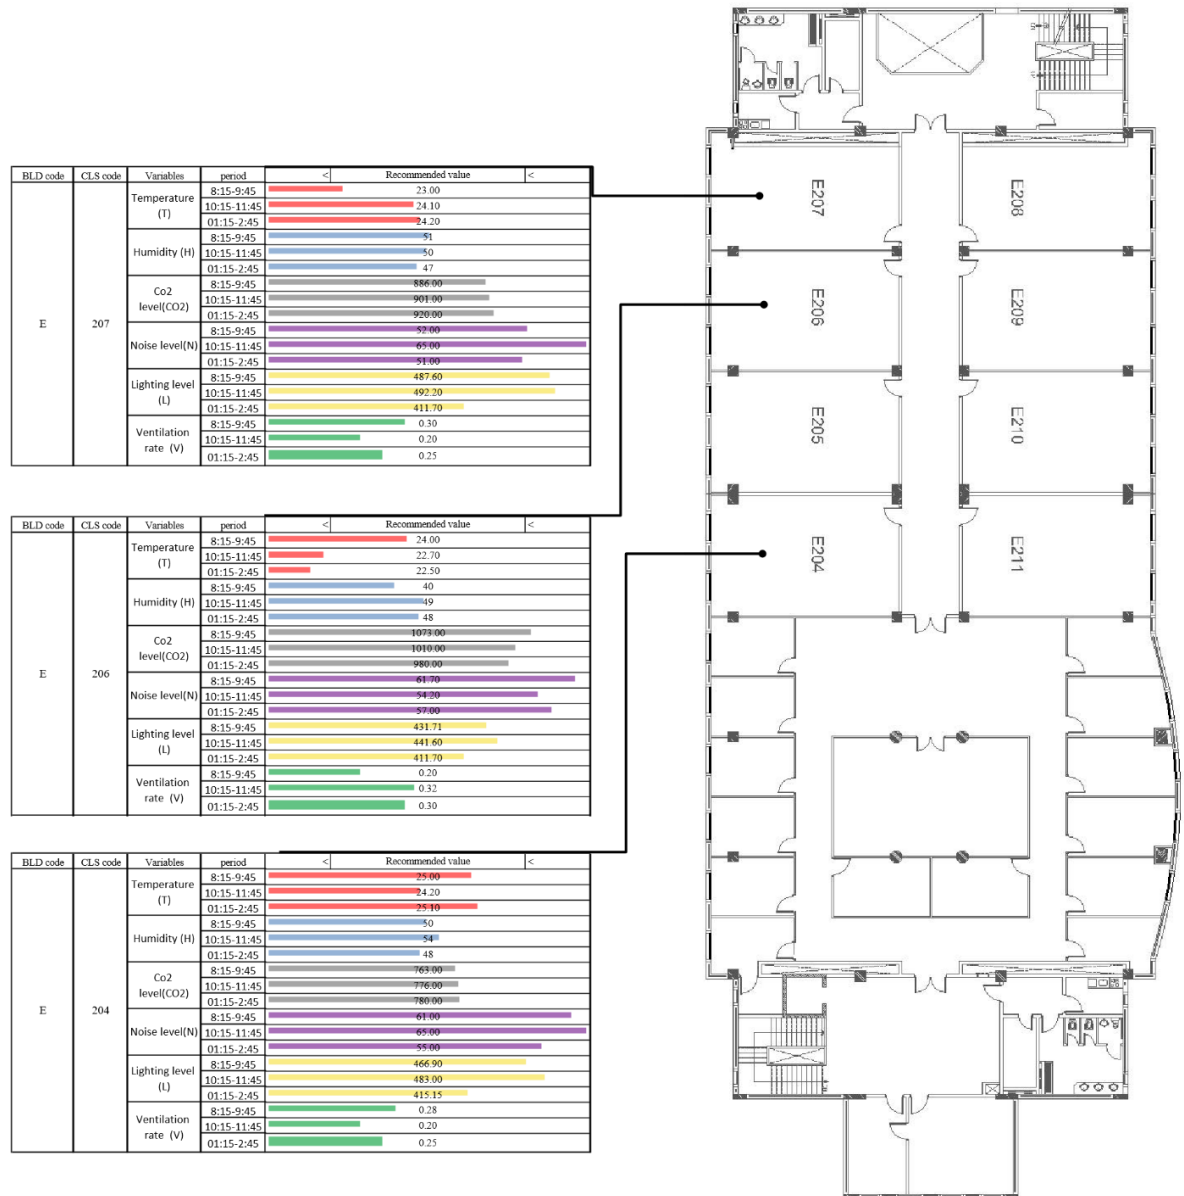 BLD code CLS code Variables period < Recommended value <
E 207
Temperature (T)
8:15-9:45 23.00
10:15-11:45 24.10
01:15-2:45 24.20
Humidity (H)
8:15-9:45 51
10:15-11:45 50
01:15-2:45 47
Co2 level(CO2)
8:15-9:45 886.00
10:15-11:45 901.00
01:15-2:45 920.00
Noise level(N)
8:15-9:45 52.00
10:15-11:45 65.00
01:15-2:45 51.00
Lighting level (L)
8:15-9:45 487.60
10:15-11:45 492.20
01:15-2:45 411.70
Ventilation rate (V)
8:15-9:45 0.30
10:15-11:45 0.20
01:15-2:45 0.25
BLD code CLS code Variables period < Recommended value <
E 206
Temperature (T)
8:15-9:45 24.00
10:15-11:45 22.70
01:15-2:45 22.50
Humidity (H)
8:15-9:45 40
10:15-11:45 49
01:15-2:45 48
Co2 level(CO2)
8:15-9:45 1073.00
10:15-11:45 1010.00
01:15-2:45 980.00
Noise level(N)
8:15-9:45 61.70
10:15-11:45 54.20
01:15-2:45 57.00
Lighting level (L)
8:15-9:45 431.71
10:15-11:45 441.60
01:15-2:45 411.70
Ventilation rate (V)
8:15-9:45 0.20
10:15-11:45 0.32
01:15-2:45 0.30
BLD code CLS code Variables period < Recommended value <
E 204
Temperature (T)
8:15-9:45 25.00
10:15-11:45 24.20
01:15-2:45 25.10
Humidity (H)
8:15-9:45 50
10:15-11:45 54
01:15-2:45 48
Co2 level(CO2)
8:15-9:45 763.00
10:15-11:45 776.00
01:15-2:45 780.00
Noise level(N)
8:15-9:45 61.00
10:15-11:45 65.00
01:15-2:45 55.00
Lighting level (L)
8:15-9:45 466.90
10:15-11:45 483.00
01:15-2:45 415.15
Ventilation rate (V)
8:15-9:45 0.28
10:15-11:45 0.20
01:15-2:45 0.25
E207
E208
E206
E209
E205
E210
E204
E211